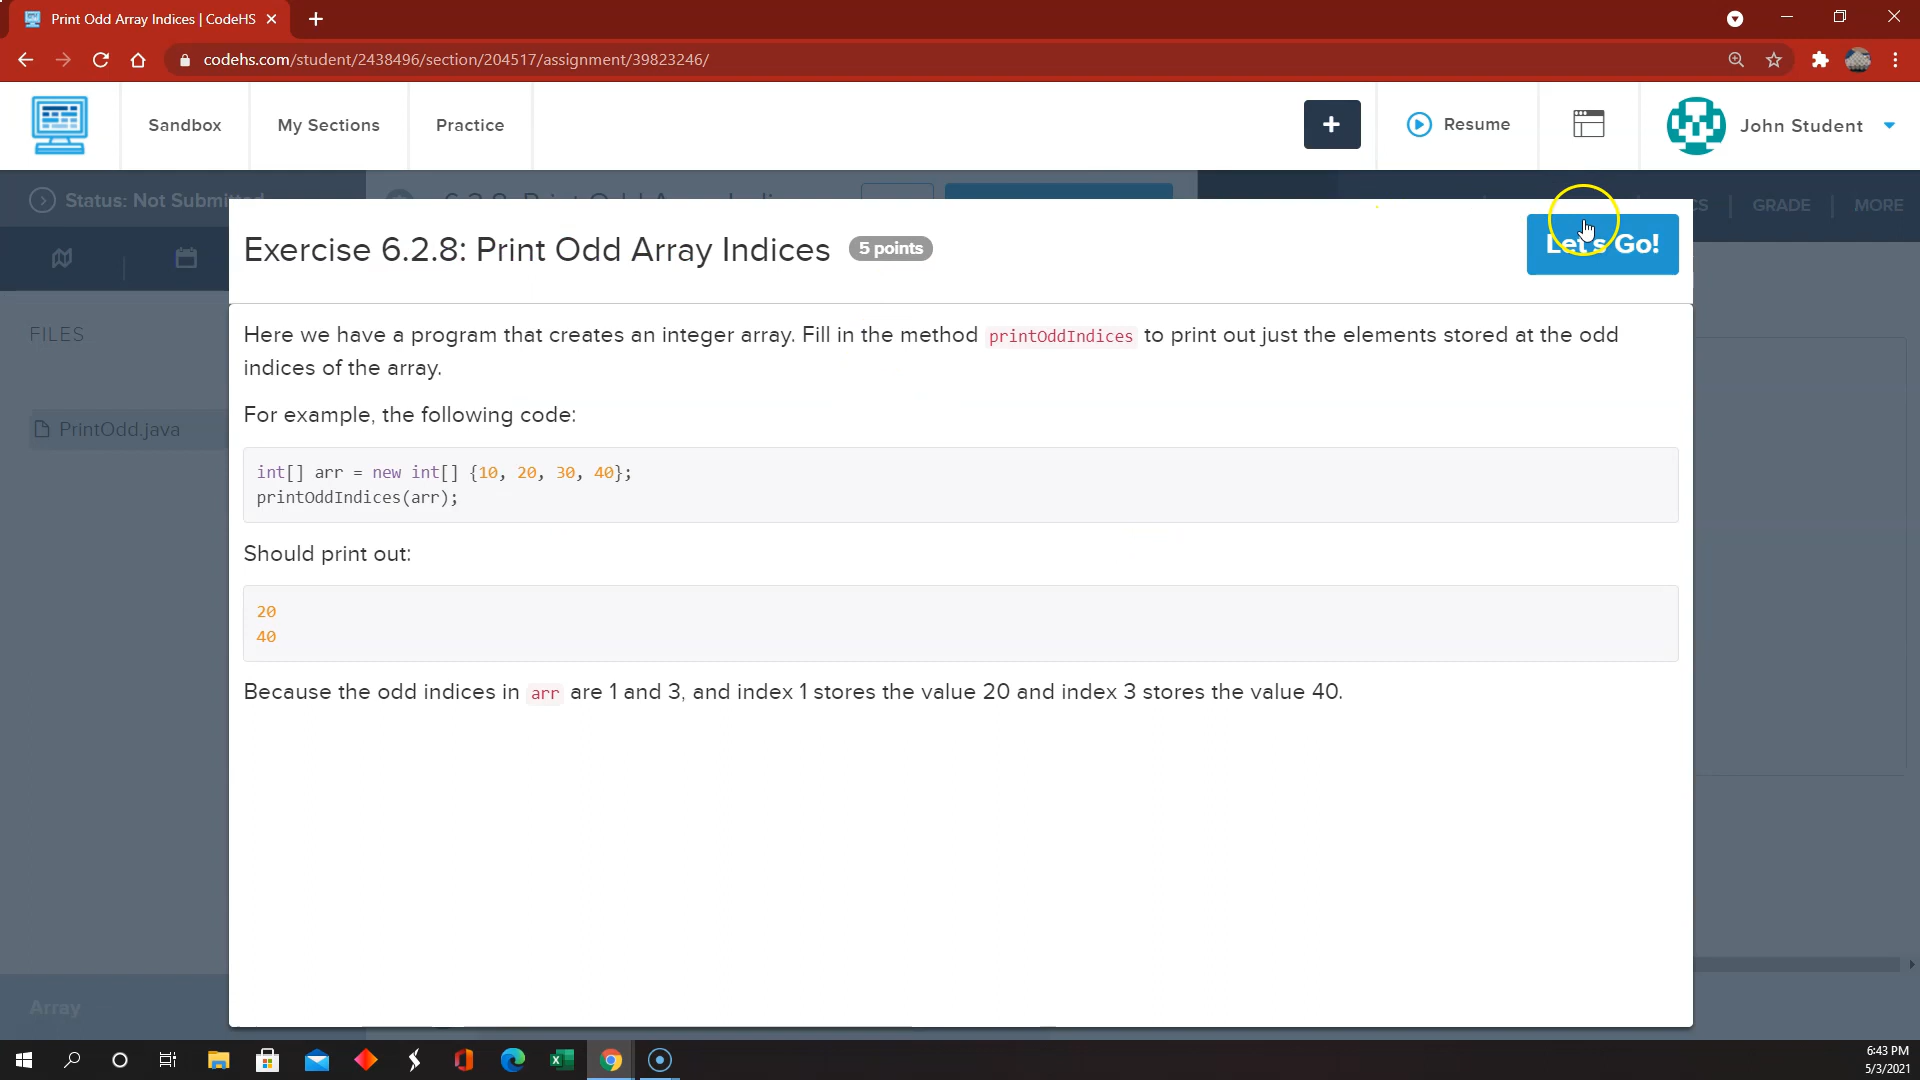 Print Odd Array Indices | CodeHS
codehs.com/student/2438496/section/204517/assignment/39823246/
Sandbox
My Sections
Practice
+
Resume
John Student
Status: Not Submitted
GRADE
MORE
Exercise 6.2.8: Print Odd Array Indices 5 points
Let's Go!
FILES
PrintOdd.java
Here we have a program that creates an integer array. Fill in the method printOddIndices to print out just the elements stored at the odd
indices of the array.
For example, the following code:
int[] arr = new int[] {10, 20, 30, 40};
printOddIndices(arr);
Should print out:
20
40
Because the odd indices in arr are 1 and 3, and index 1 stores the value 20 and index 3 stores the value 40.
Array
6:43 PM
5/3/2021